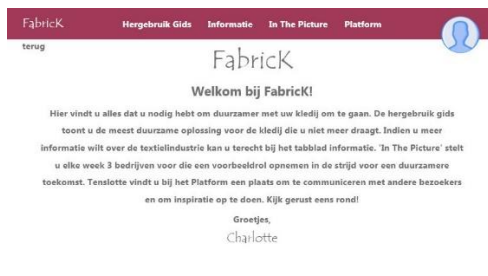 FabricK Hergebruik Gids Informatie In The Picture Platform
terug
FabricK
Welkom bij FabricK!
Hier vindt u alles dat u nodig hebt om duurzamer met uw kledij om te gaan. De hergebruik gids
toont u de meest duurzame oplossing voor de kledij die u niet meer draagt. Indien u meer
informatie wilt over de textielindustrie kan u terecht bij het tabblad informatie. 'In The Picture' stelt
u elke week 3 bedrijven voor die een voorbeeldrol opnemen in de strijd voor een duurzamere
toekomst. Tenslotte vindt u bij het Platform een plaats om te communiceren met andere bezoekers
en om inspiratie op te doen. Kijk gerust eens rond!
Groetjes,
Charlotte